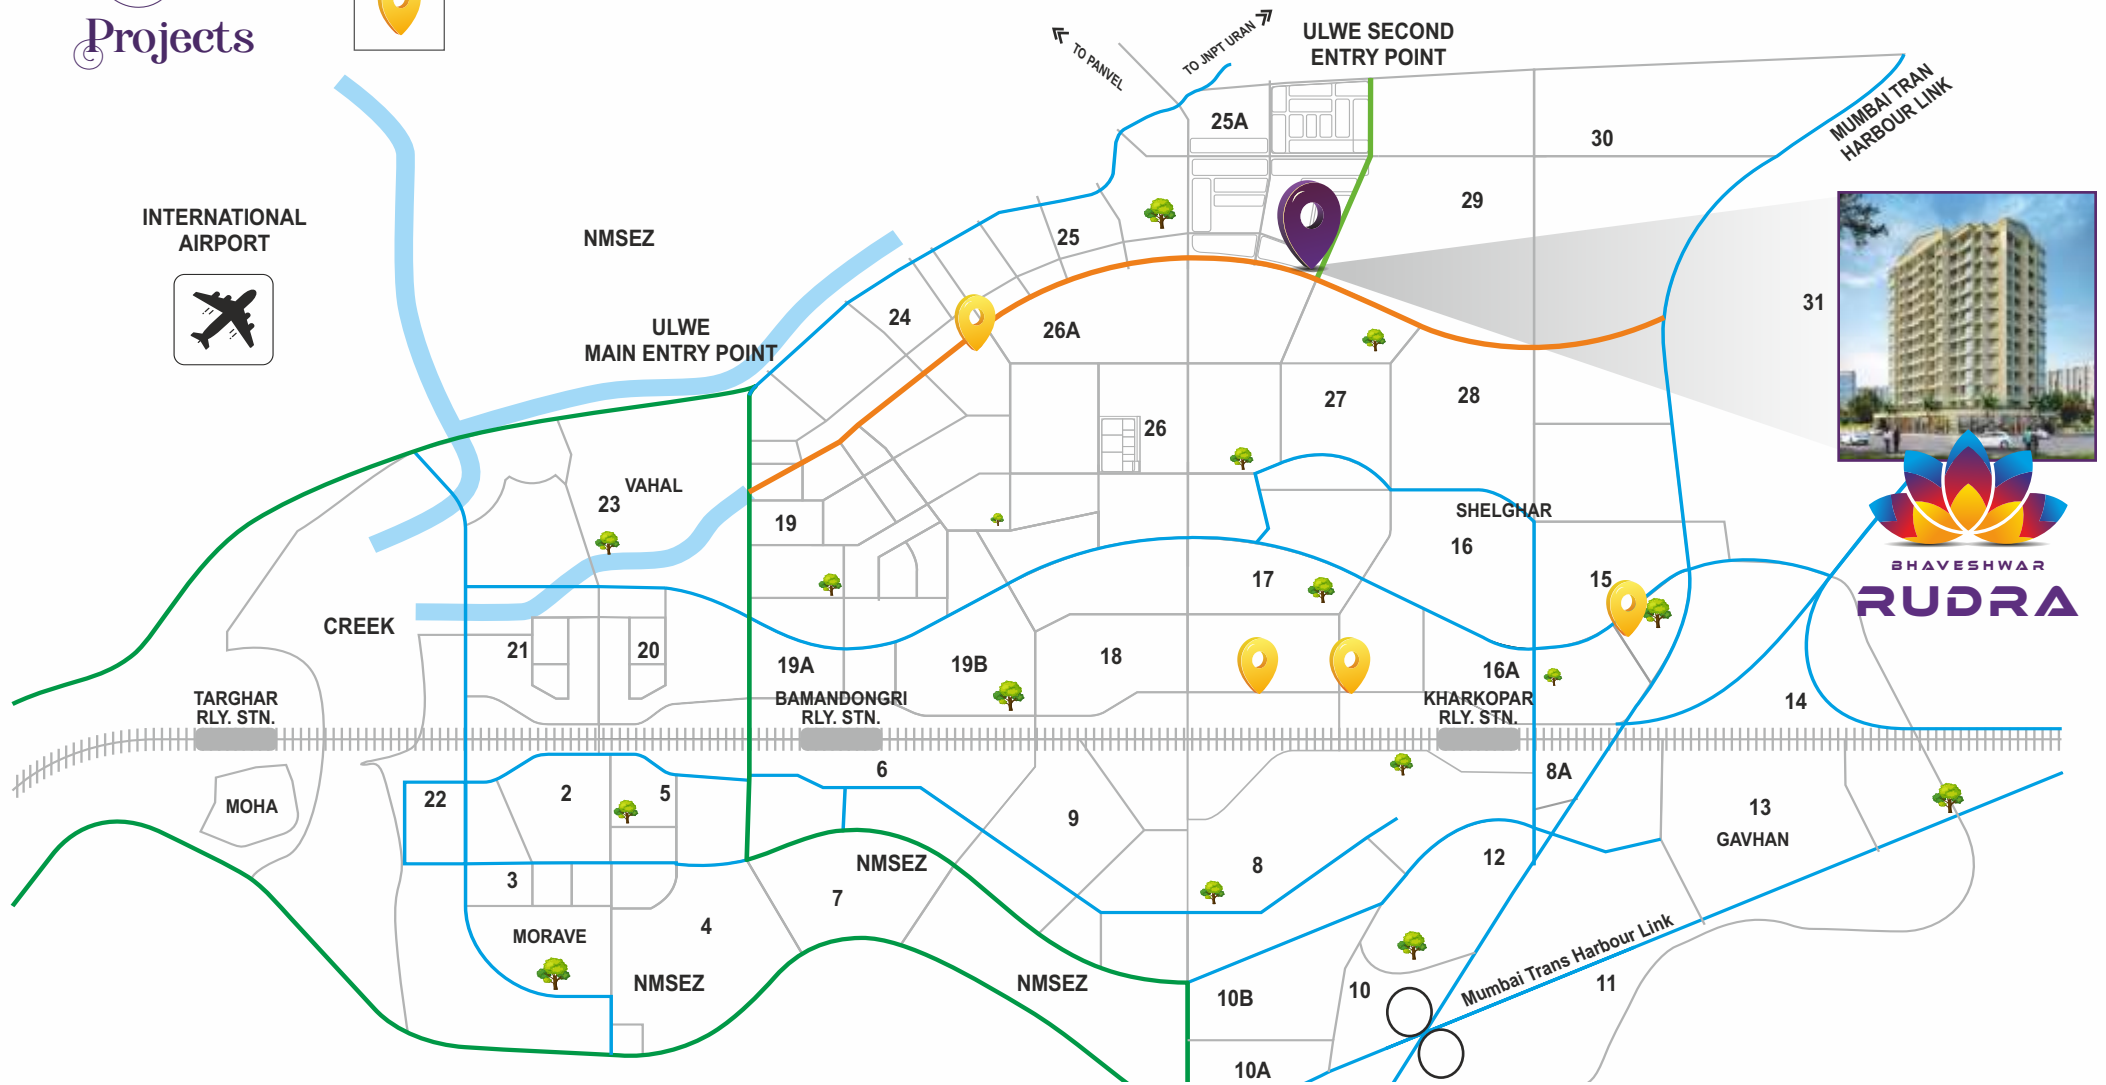 Projects
TO PANVEL
TO JNPT URAN
ULWE SECOND
ENTRY POINT
MUMBAI TRAN
HARBOUR LINK
25A
30
29
INTERNATIONAL
AIRPORT
NMSEZ
25
31
24
26A
ULWE
MAIN ENTRY POINT
27
28
26
VAHAL
23
SHELGHAR
19
16
17
15
BHAVESHWAR
RUDRA
CREEK
21
20
19A
19B
18
16A
TARGHAR
RLY. STN.
BAMANDONGRI
RLY. STN.
KHARKOPAR
RLY. STN.
14
6
8A
MOHA
22
2
5
9
13
GAVHAN
NMSEZ
8
12
3
7
4
MORAVE
NMSEZ
NMSEZ
10B
10
Mumbai Trans Harbour Link
11
10A